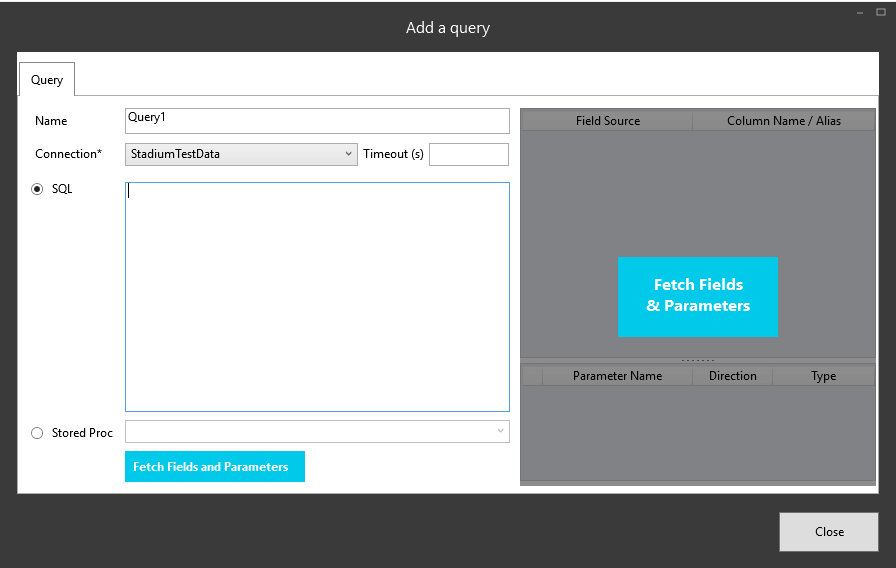 Add a query
Query
Name
Query1
Connection*
StadiumTestData
Timeout (s)
SQL
Stored Proc
Fetch Fields and Parameters
Field Source
Column Name / Alias
Fetch Fields
& Parameters
Parameter Name
Direction
Type
Close